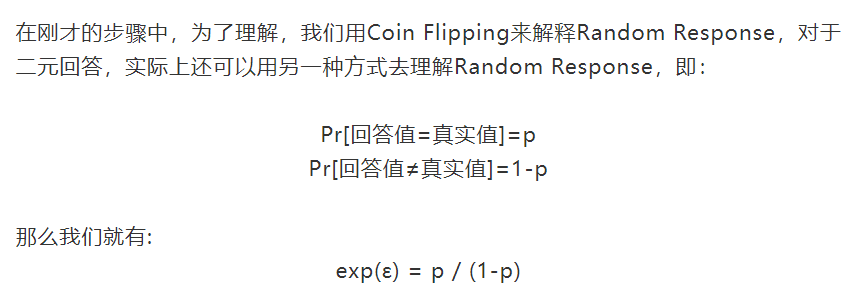 在刚才的步骤中，为了理解，我们用Coin Flipping来解释Random Response，对于
二元回答，实际上还可以用另一种方式去理解Random Response，即：
Pr[回答值=真实值]=p
Pr[回答值≠真实值]=1-p
那么我们就有:
exp(ε) = p / (1-p)